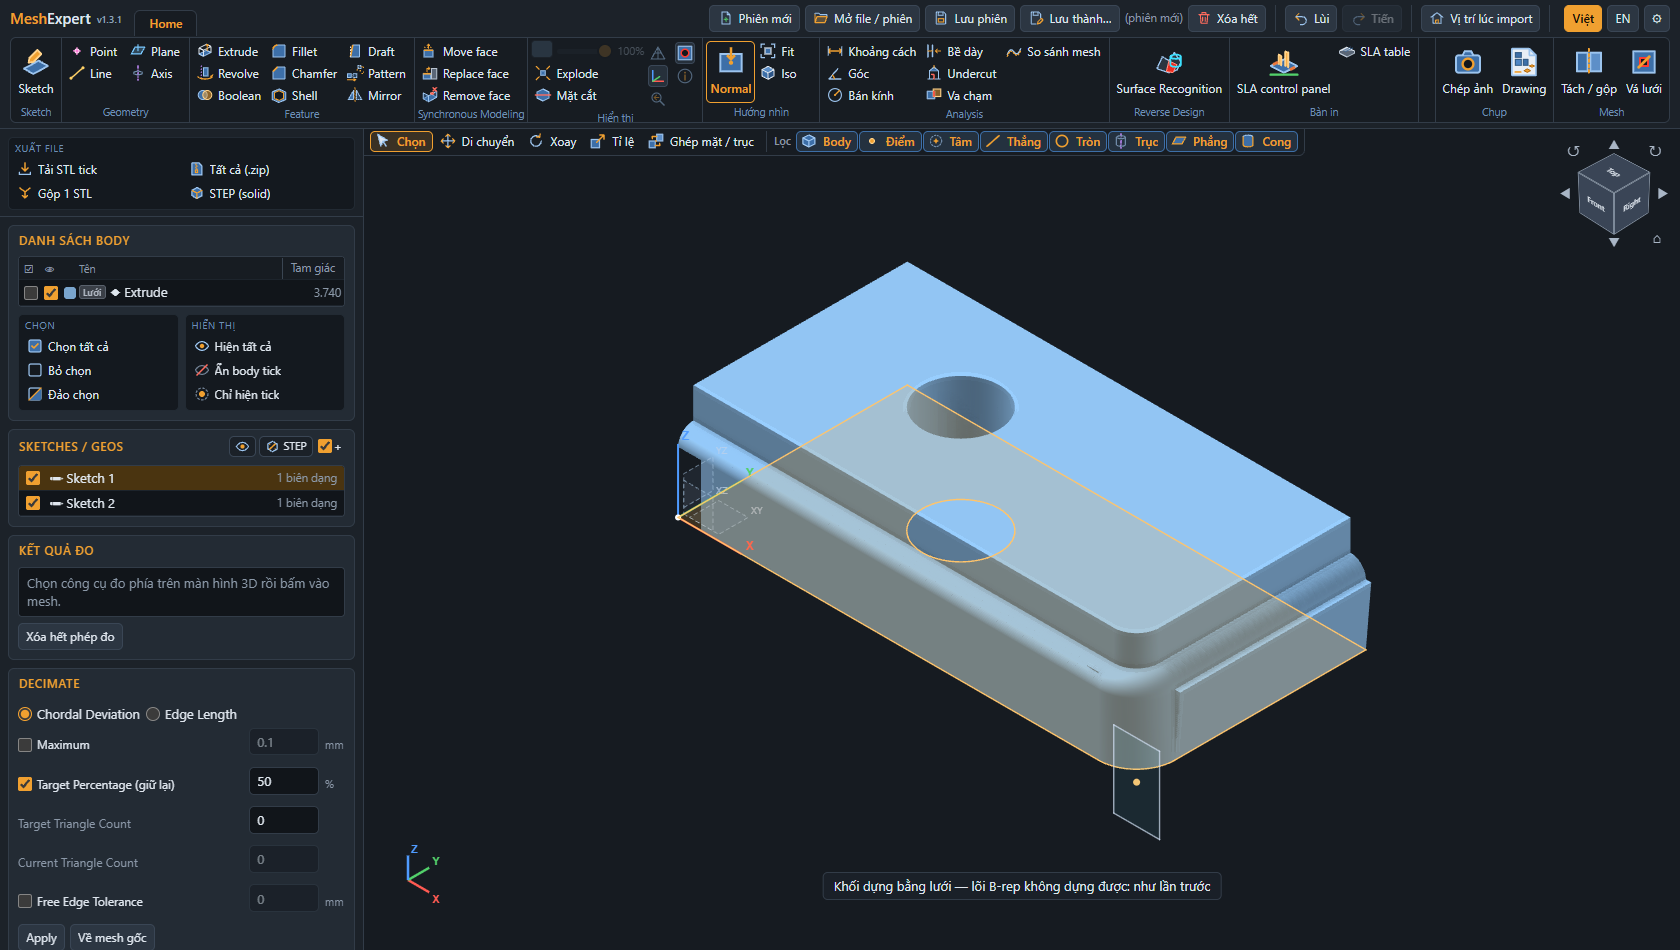 MeshExpert v1.3.1
Home
Phiên mới
Mở file / phiên
Lưu phiên
Lưu thành...
(phiên mới)
Xóa hết
Lùi
Tiến
Vị trí lúc import
Việt
EN
Sketch
Sketch
Point
Plane
Line
Axis
Geometry
Extrude
Fillet
Draft
Revolve
Chamfer
Pattern
Boolean
Shell
Mirror
Feature
Move face
Replace face
Remove face
Synchronous Modeling
100%
Explode
Mặt cắt
Hiển thị
Normal
Fit
Iso
Hướng nhìn
Khoảng cách
Bề dày
So sánh mesh
Góc
Undercut
Bán kính
Va chạm
Analysis
Surface Recognition
Reverse Design
SLA control panel
SLA table
Bàn in
Chép ảnh
Drawing
Chụp
Tách / gộp
Vá lưới
Mesh
Chọn
Di chuyển
Xoay
Tỉ lệ
Ghép mặt / trục
Lọc
Body
Điểm
Tâm
Thẳng
Tròn
Trục
Phẳng
Cong
XUẤT FILE
Tải STL tick
Tất cả (.zip)
Gộp 1 STL
STEP (solid)
DANH SÁCH BODY
Tên
Tam giác
Lưới
Extrude
3.740
CHỌN
Chọn tất cả
Bỏ chọn
Đảo chọn
HIỂN THỊ
Hiện tất cả
Ẩn body tick
Chỉ hiện tick
SKETCHES / GEOS
STEP
+
Sketch 1
1 biên dạng
Sketch 2
1 biên dạng
KẾT QUẢ ĐO
Chọn công cụ đo phía trên màn hình 3D rồi bấm vào
mesh.
Xóa hết phép đo
DECIMATE
Chordal Deviation
Edge Length
Maximum
0.1
mm
Target Percentage (giữ lại)
50
%
Target Triangle Count
0
Current Triangle Count
0
Free Edge Tolerance
0
mm
Apply
Về mesh gốc
Top
Front
Right
Z
YZ
Y
XZ
XY
X
Z
Y
X
Khối dựng bằng lưới — lõi B-rep không dựng được: như lần trước